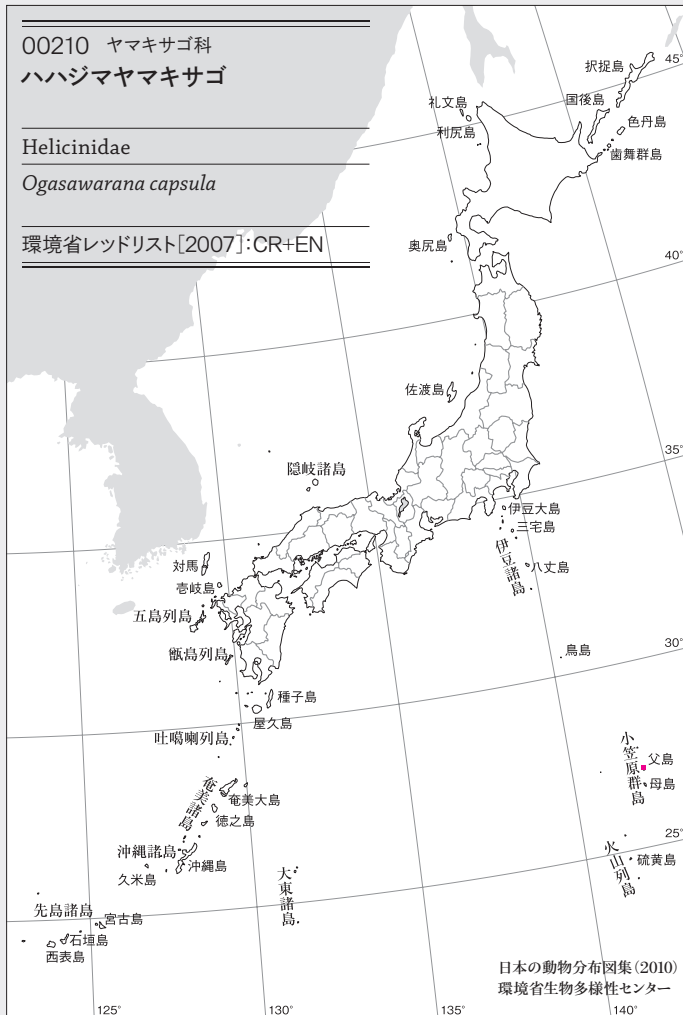 00210 ヤマキサゴ科
ハハジマヤマキサゴ
Helicinidae
Ogasawarana capsula
環境省レッドリスト[2007]:CR+EN
択捉島
45°
礼文島
国後島
利尻島
色丹島
歯舞群島
奥尻島
40°
佐渡島
35°
隠岐諸島
伊豆大島
三宅島
伊豆諸島
八丈島
対馬
壱岐島
五島列島
甑島列島
鳥島
30°
種子島
屋久島
吐噶喇列島
小笠原群島
父島
母島
奄美諸島
奄美大島
徳之島
25°
沖縄諸島
沖縄島
久米島
火山列島
硫黄島
大東諸島
先島諸島
宮古島
石垣島
西表島
日本の動物分布図集(2010)
環境省生物多様性センター
125°
130°
135°
140°